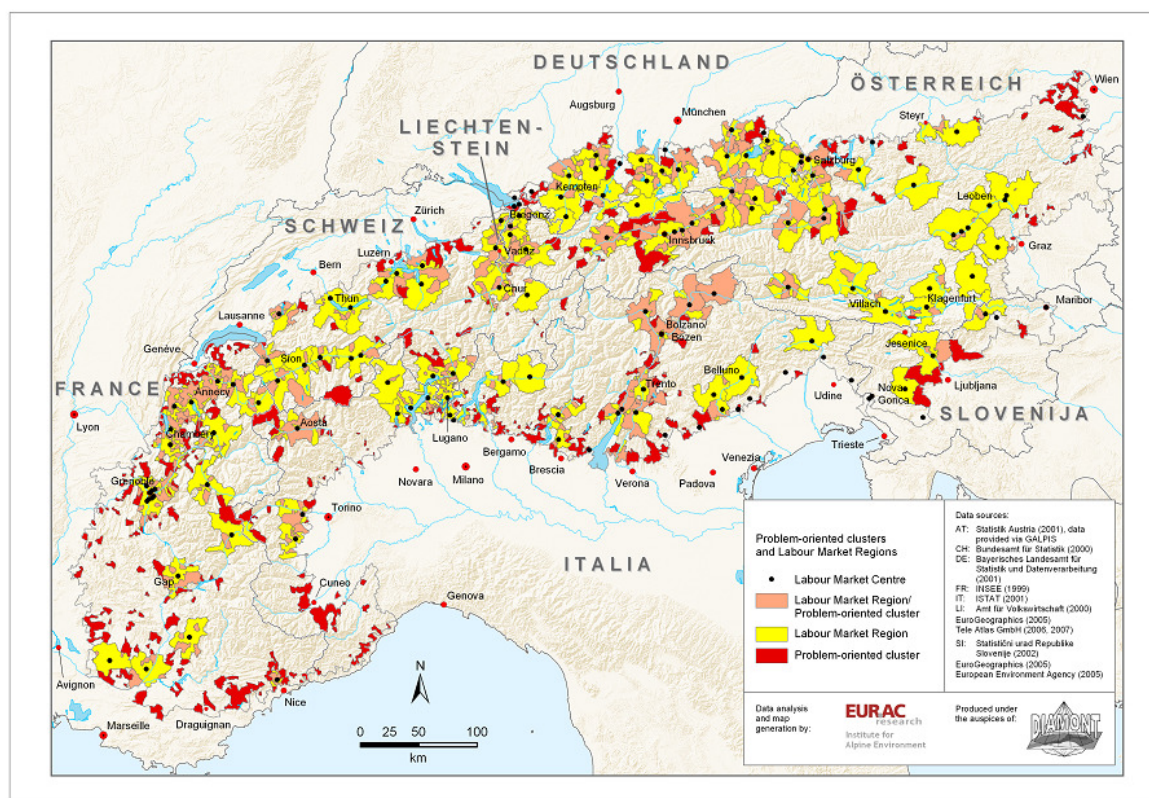 DEUTSCHLAND
ÖSTERREICH
Wien
Augsburg
München
Steyr
LIECHTEN-
STEIN
Salzburg
Kempten
Leoben
Zürich
Bregenz
SCHWEIZ
Innsbruck
Graz
Luzern
Vaduz
Bern
Chur
Thun
Klagenfurt
Maribor
Villach
Lausanne
Bolzano/
Bozen
Jesenice
Genéve
Sion
Belluno
FRANCE
Annecy
Trento
Nova
Gorica
Ljubljana
Udine
SLOVENIJA
Lyon
Aosta
Chambery
Lugano
Trieste
Bergamo
Brescia
Venezia
Grenoble
Novara
Milano
Verona
Padova
Torino
ITALIA
Gap
Cuneo
Genova
Avignon
Nice
Marseille
Draguignan
N
0 25 50 100
km
Problem-oriented clusters
and Labour Market Regions
Labour Market Centre
Labour Market Region/
Problem-oriented cluster
Labour Market Region
Problem-oriented cluster
Data sources:
AT: Statistik Austria (2001), data
provided via GALPIS
CH: Bundesamt für Statistik (2000)
DE: Bayerisches Landesamt für
Statistik und Datenverarbeitung
(2001)
FR: INSEE (1999)
IT: ISTAT (2001)
LI: Amt für Volkswirtschaft (2000)
EuroGeographics (2005)
Tele Atlas GmbH (2006, 2007)
SI: Statistični urad Republike
Slovenije (2002)
EuroGeographics (2005)
European Environment Agency (2005)
Data analysis
and map
generation by:
EURAC
research
Institute for
Alpine Environment
Produced under
the auspices of:
DIAMONT